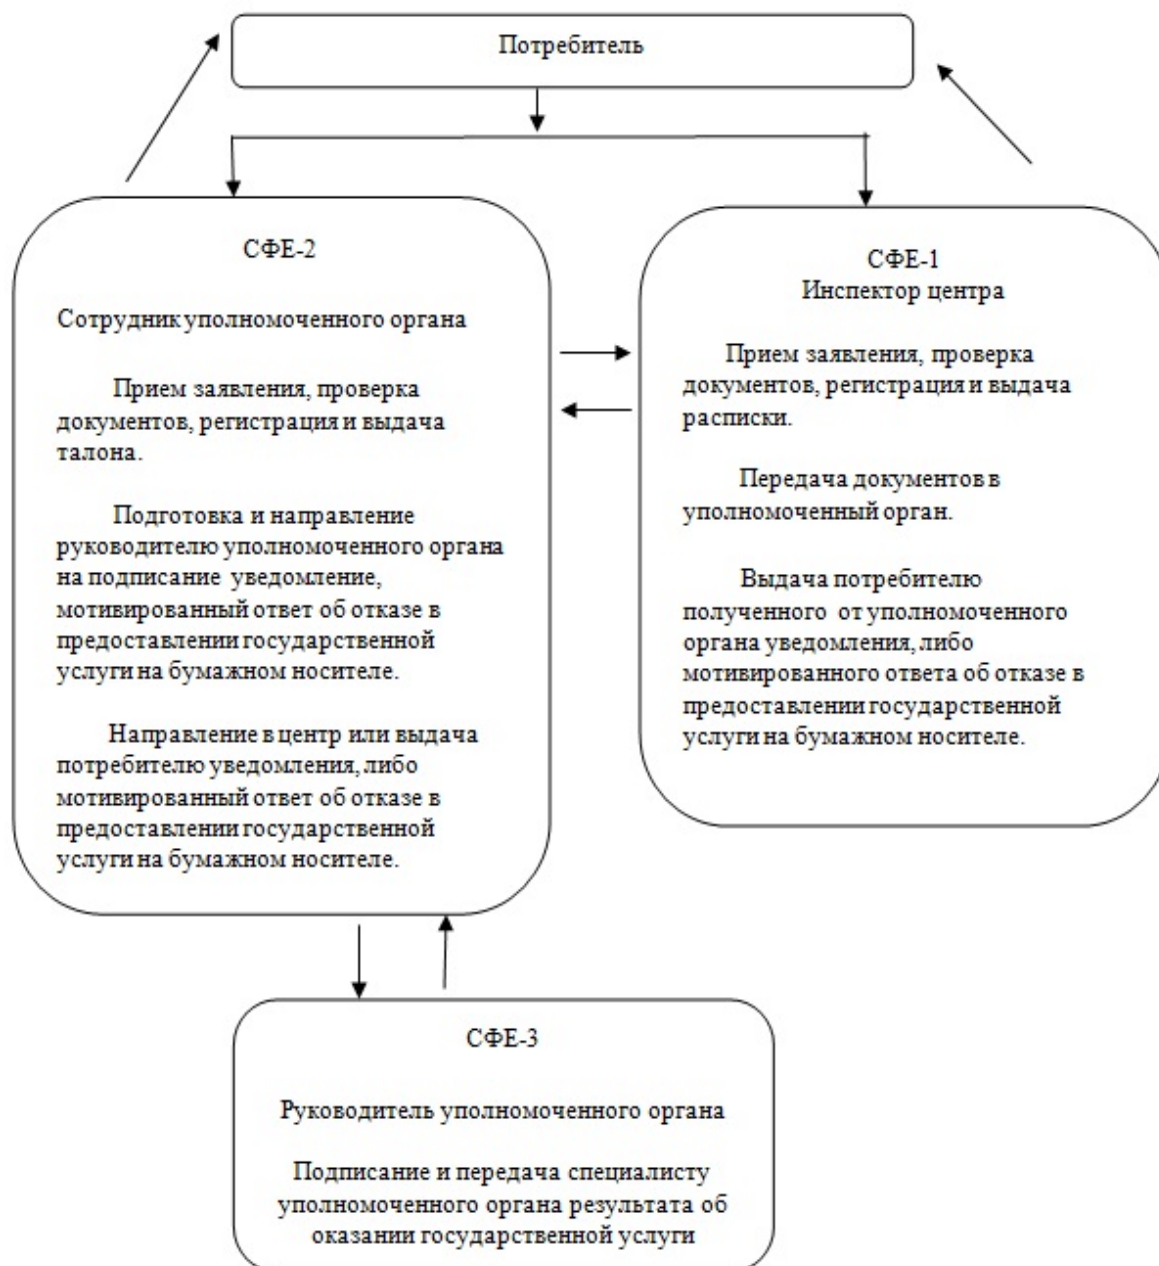 Потребитель
СФЕ-2
Сотрудник уполномоченного органа
Прием заявления, проверка
документов, регистрация и выдача
талона.
Подготовка и направление
руководителю уполномоченного органа
на подписание уведомление,
мотивированный ответ об отказе в
предоставлении государственной
услуги на бумажном носителе.
Направление в центр или выдача
потребителю уведомления, либо
мотивированный ответ об отказе в
предоставлении государственной
услуги на бумажном носителе.
СФЕ-1
Инспектор центра
Прием заявления, проверка
документов, регистрация и выдача
расписки.
Передача документов в
уполномоченный орган.
Выдача потребителю
полученного от уполномоченного
органа уведомления, либо
мотивированного ответа об отказе в
предоставлении государственной
услуги на бумажном носителе.
СФЕ-3
Руководитель уполномоченного органа
Подписание и передача специалисту
уполномоченного органа результата об
оказании государственной услуги